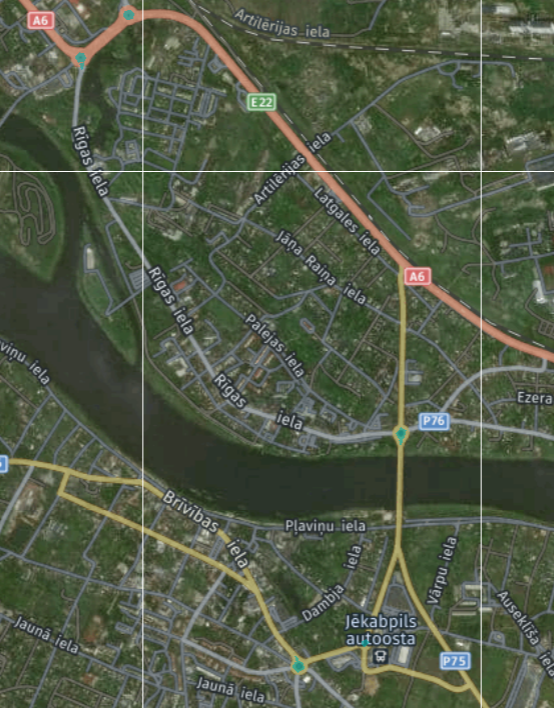 A6
Artilērijas iela
E22
Rīgas iela
Artilērijas iela
Latgales iela
Jāņa Raiņa iela
A6
Rīgas iela
Palejas iela
viņu iela
Rīgas iela
Ezera
P76
Brīvības iela
Pļaviņu iela
Dambja iela
Vārpu iela
Ausekļa iela
Jēkabpils
autoosta
Jaunā iela
P75
Jaunā iela